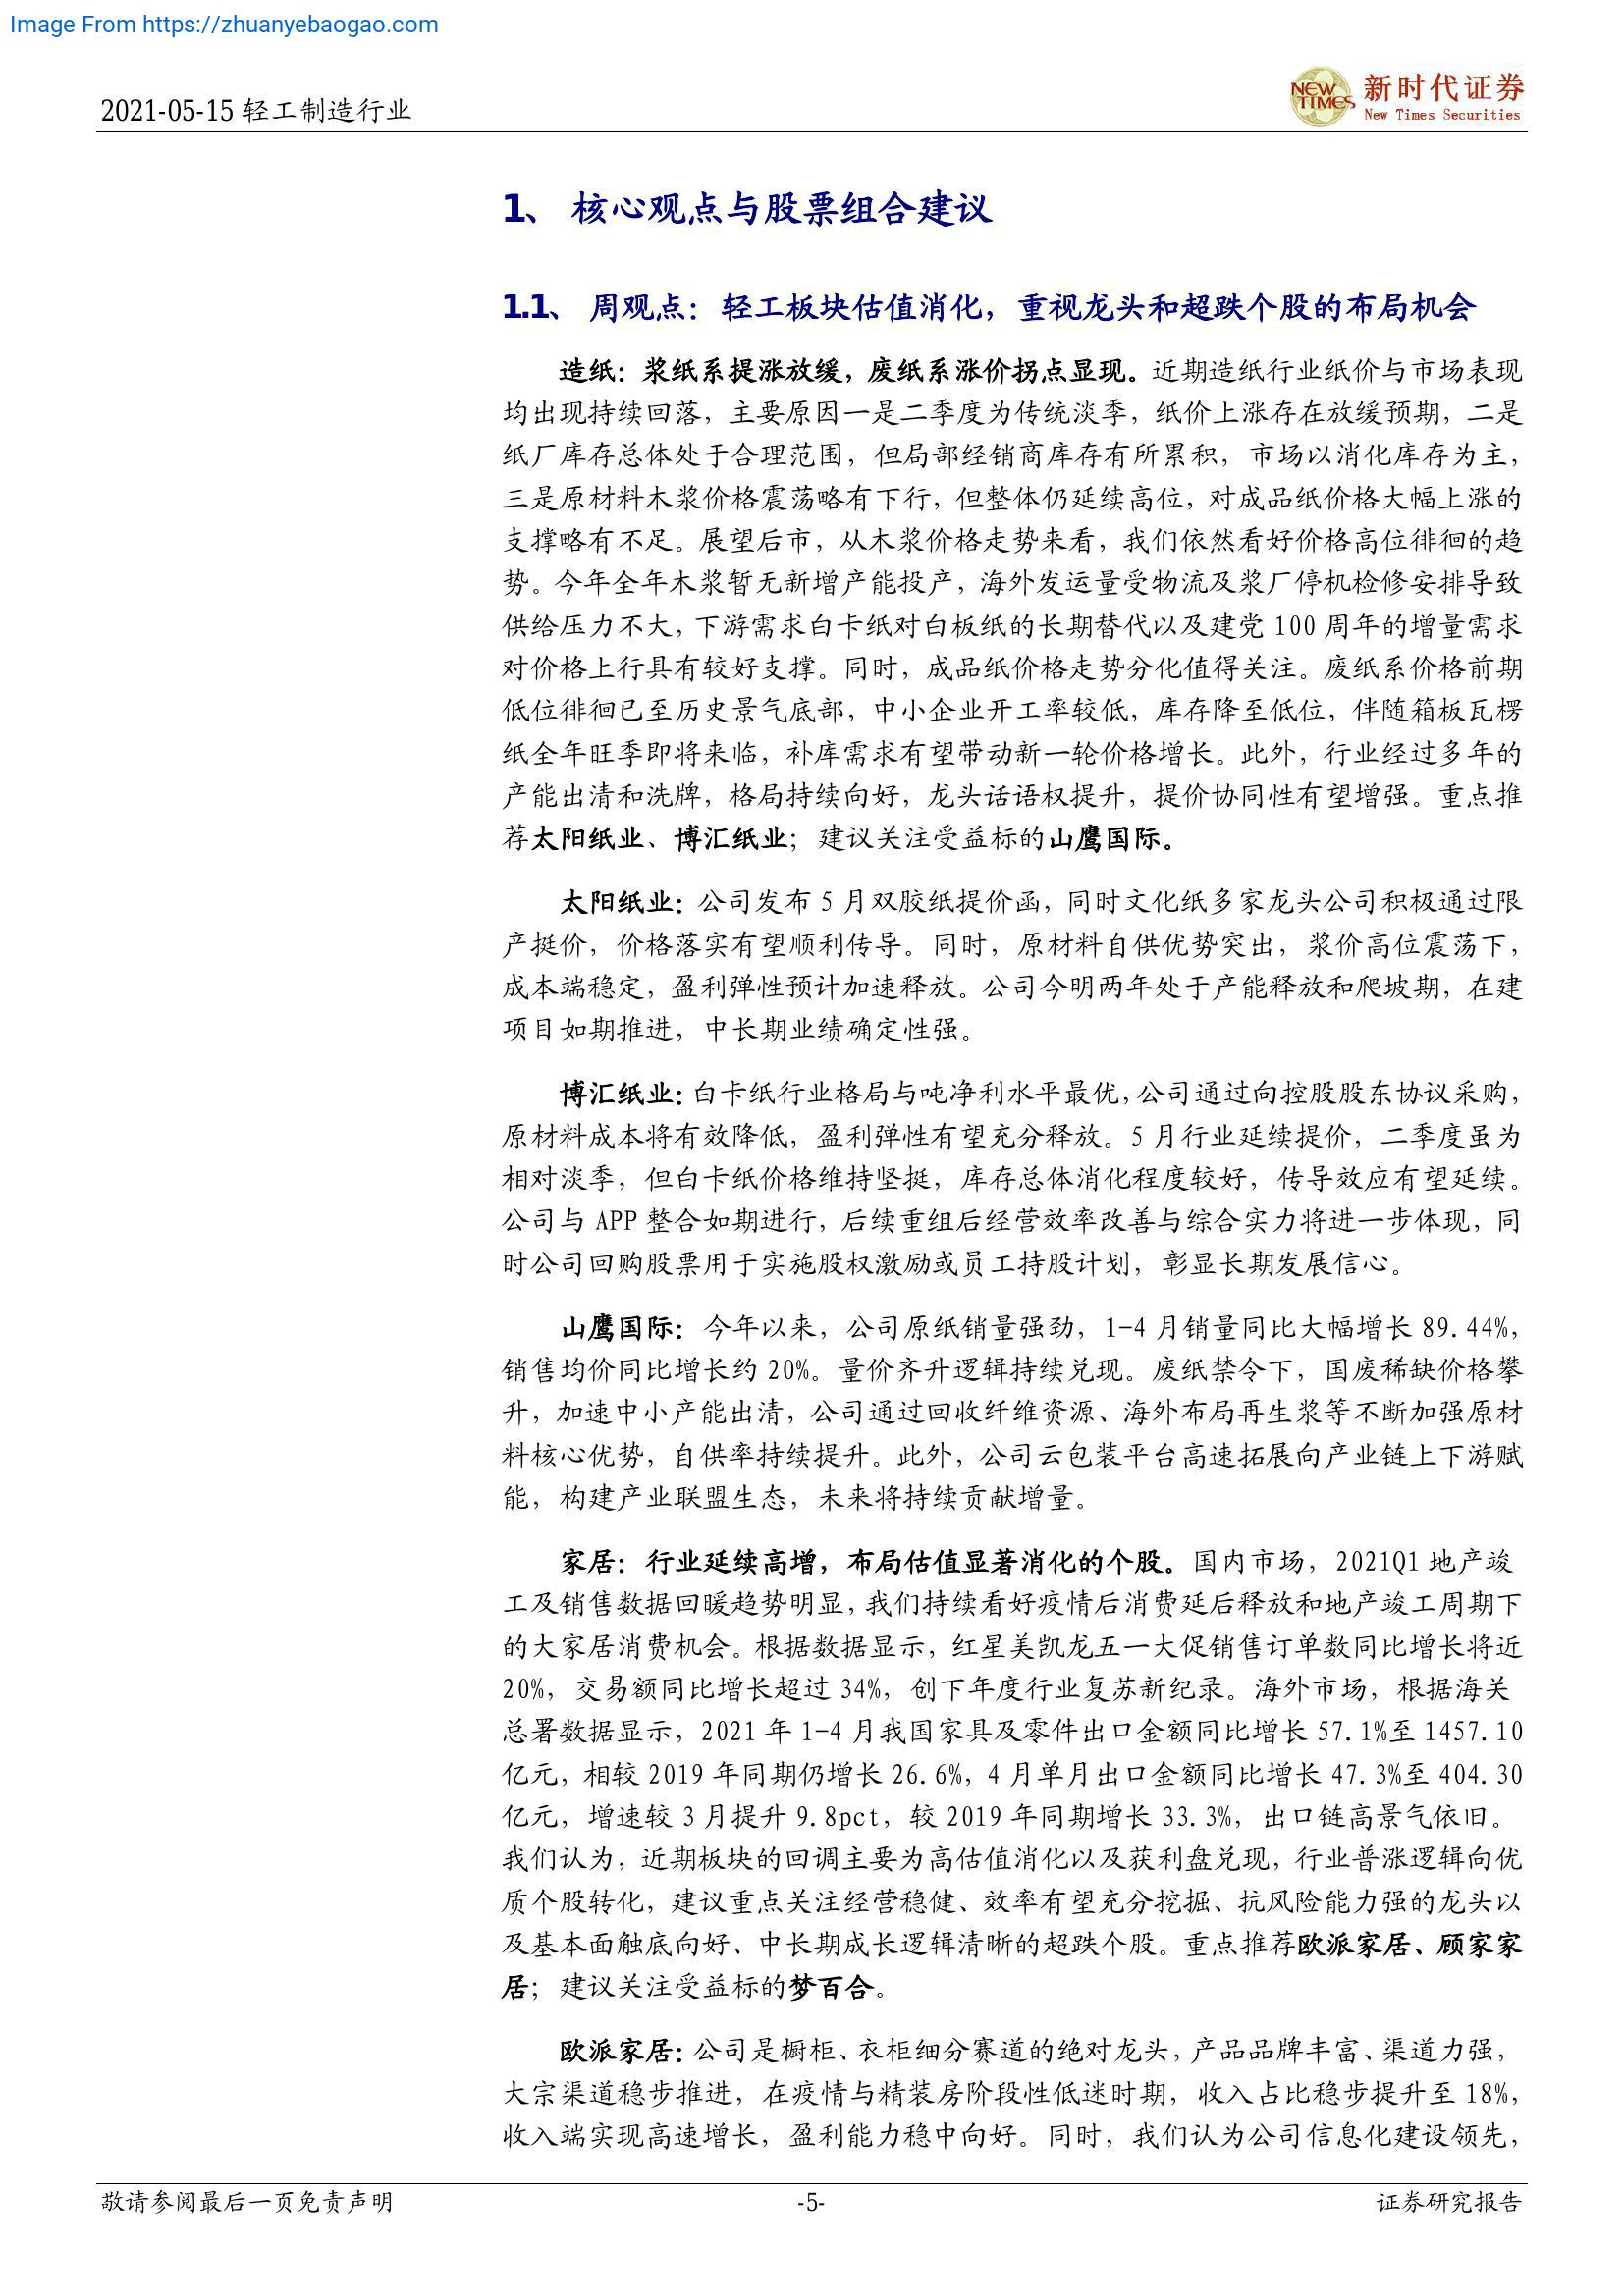 Image From https://zhuanyebaogao.com
2021-05-15 轻工制造行业
NEW TIMES
新时代证券
New Times Securities
1、 核心观点与股票组合建议
1.1、 周观点：轻工板块估值消化，重视龙头和超跌个股的布局机会
造纸：浆纸系提涨放缓，废纸系涨价拐点显现。近期造纸行业纸价与市场表现
均出现持续回落，主要原因一是二季度为传统淡季，纸价上涨存在放缓预期，二是
纸厂库存总体处于合理范围，但局部经销商库存有所累积，市场以消化库存为主，
三是原材料木浆价格震荡略有下行，但整体仍延续高位，对成品纸价格大幅上涨的
支撑略有不足。展望后市，从木浆价格走势来看，我们依然看好价格高位徘徊的趋
势。今年全年木浆暂无新增产能投产，海外发运量受物流及浆厂停机检修安排导致
供给压力不大，下游需求白卡纸对白板纸的长期替代以及建党 100 周年的增量需求
对价格上行具有较好支撑。同时，成品纸价格走势分化值得关注。废纸系价格前期
低位徘徊已至历史景气底部，中小企业开工率较低，库存降至低位，伴随箱板瓦楞
纸全年旺季即将来临，补库需求有望带动新一轮价格增长。此外，行业经过多年的
产能出清和洗牌，格局持续向好，龙头话语权提升，提价协同性有望增强。重点推
荐太阳纸业、博汇纸业；建议关注受益标的山鹰国际。
太阳纸业：公司发布 5 月双胶纸提价函，同时文化纸多家龙头公司积极通过限
产挺价，价格落实有望顺利传导。同时，原材料自供优势突出，浆价高位震荡下，
成本端稳定，盈利弹性预计加速释放。公司今明两年处于产能释放和爬坡期，在建
项目如期推进，中长期业绩确定性强。
博汇纸业：白卡纸行业格局与吨净利水平最优，公司通过向控股股东协议采购，
原材料成本将有效降低，盈利弹性有望充分释放。5 月行业延续提价，二季度虽为
相对淡季，但白卡纸价格维持坚挺，库存总体消化程度较好，传导效应有望延续。
公司与 APP 整合如期进行，后续重组后经营效率改善与综合实力将进一步体现，同
时公司回购股票用于实施股权激励或员工持股计划，彰显长期发展信心。
山鹰国际：今年以来，公司原纸销量强劲，1-4 月销量同比大幅增长 89.44%，
销售均价同比增长约 20%。量价齐升逻辑持续兑现。废纸禁令下，国废稀缺价格攀
升，加速中小产能出清，公司通过回收纤维资源、海外布局再生浆等不断加强原材
料核心优势，自供率持续提升。此外，公司云包装平台高速拓展向产业链上下游赋
能，构建产业联盟生态，未来将持续贡献增量。
家居：行业延续高增，布局估值显著消化的个股。国内市场，2021Q1 地产竣
工及销售数据回暖趋势明显，我们持续看好疫情后消费延后释放和地产竣工周期下
的大家居消费机会。根据数据显示，红星美凯龙五一大促销售订单数同比增长将近
20%，交易额同比增长超过 34%，创下年度行业复苏新纪录。海外市场，根据海关
总署数据显示，2021 年 1-4 月我国家具及零件出口金额同比增长 57.1%至 1457.10
亿元，相较 2019 年同期仍增长 26.6%，4 月单月出口金额同比增长 47.3%至 404.30
亿元，增速较 3 月提升 9.8pct，较 2019 年同期增长 33.3%，出口链高景气依旧。
我们认为，近期板块的回调主要为高估值消化以及获利盘兑现，行业普涨逻辑向优
质个股转化，建议重点关注经营稳健、效率有望充分挖掘、抗风险能力强的龙头以
及基本面触底向好、中长期成长逻辑清晰的超跌个股。重点推荐欧派家居、顾家家
居；建议关注受益标的梦百合。
欧派家居：公司是橱柜、衣柜细分赛道的绝对龙头，产品品牌丰富、渠道力强，
大宗渠道稳步推进，在疫情与精装房阶段性低迷时期，收入占比稳步提升至 18%，
收入端实现高速增长，盈利能力稳中向好。同时，我们认为公司信息化建设领先，
敬请参阅最后一页免责声明
-5-
证券研究报告